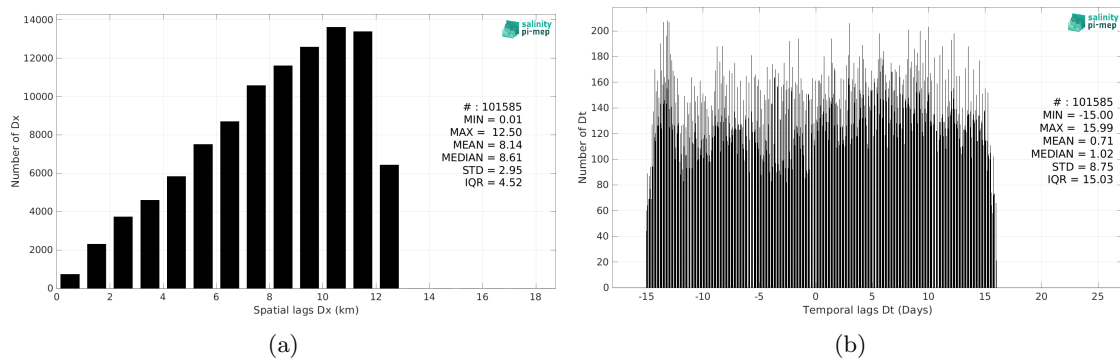 14000
12000
10000
8000
6000
4000
2000
0
Number of Dx
0 2 4 6 8 10 12 14 16 18
Spatial lags Dx (km)
salinity
pi-mep
# : 101585
MIN = 0.01
MAX = 12.50
MEAN = 8.14
MEDIAN = 8.61
STD = 2.95
IQR = 4.52
(a)
200
180
160
140
120
100
80
60
40
20
0
Number of Dt
-15 -10 -5 0 5 10 15 20 25
Temporal lags Dt (Days)
salinity
pi-mep
# : 101585
MIN = -15.00
MAX = 15.99
MEAN = 0.71
MEDIAN = 1.02
STD = 8.75
IQR = 15.03
(b)